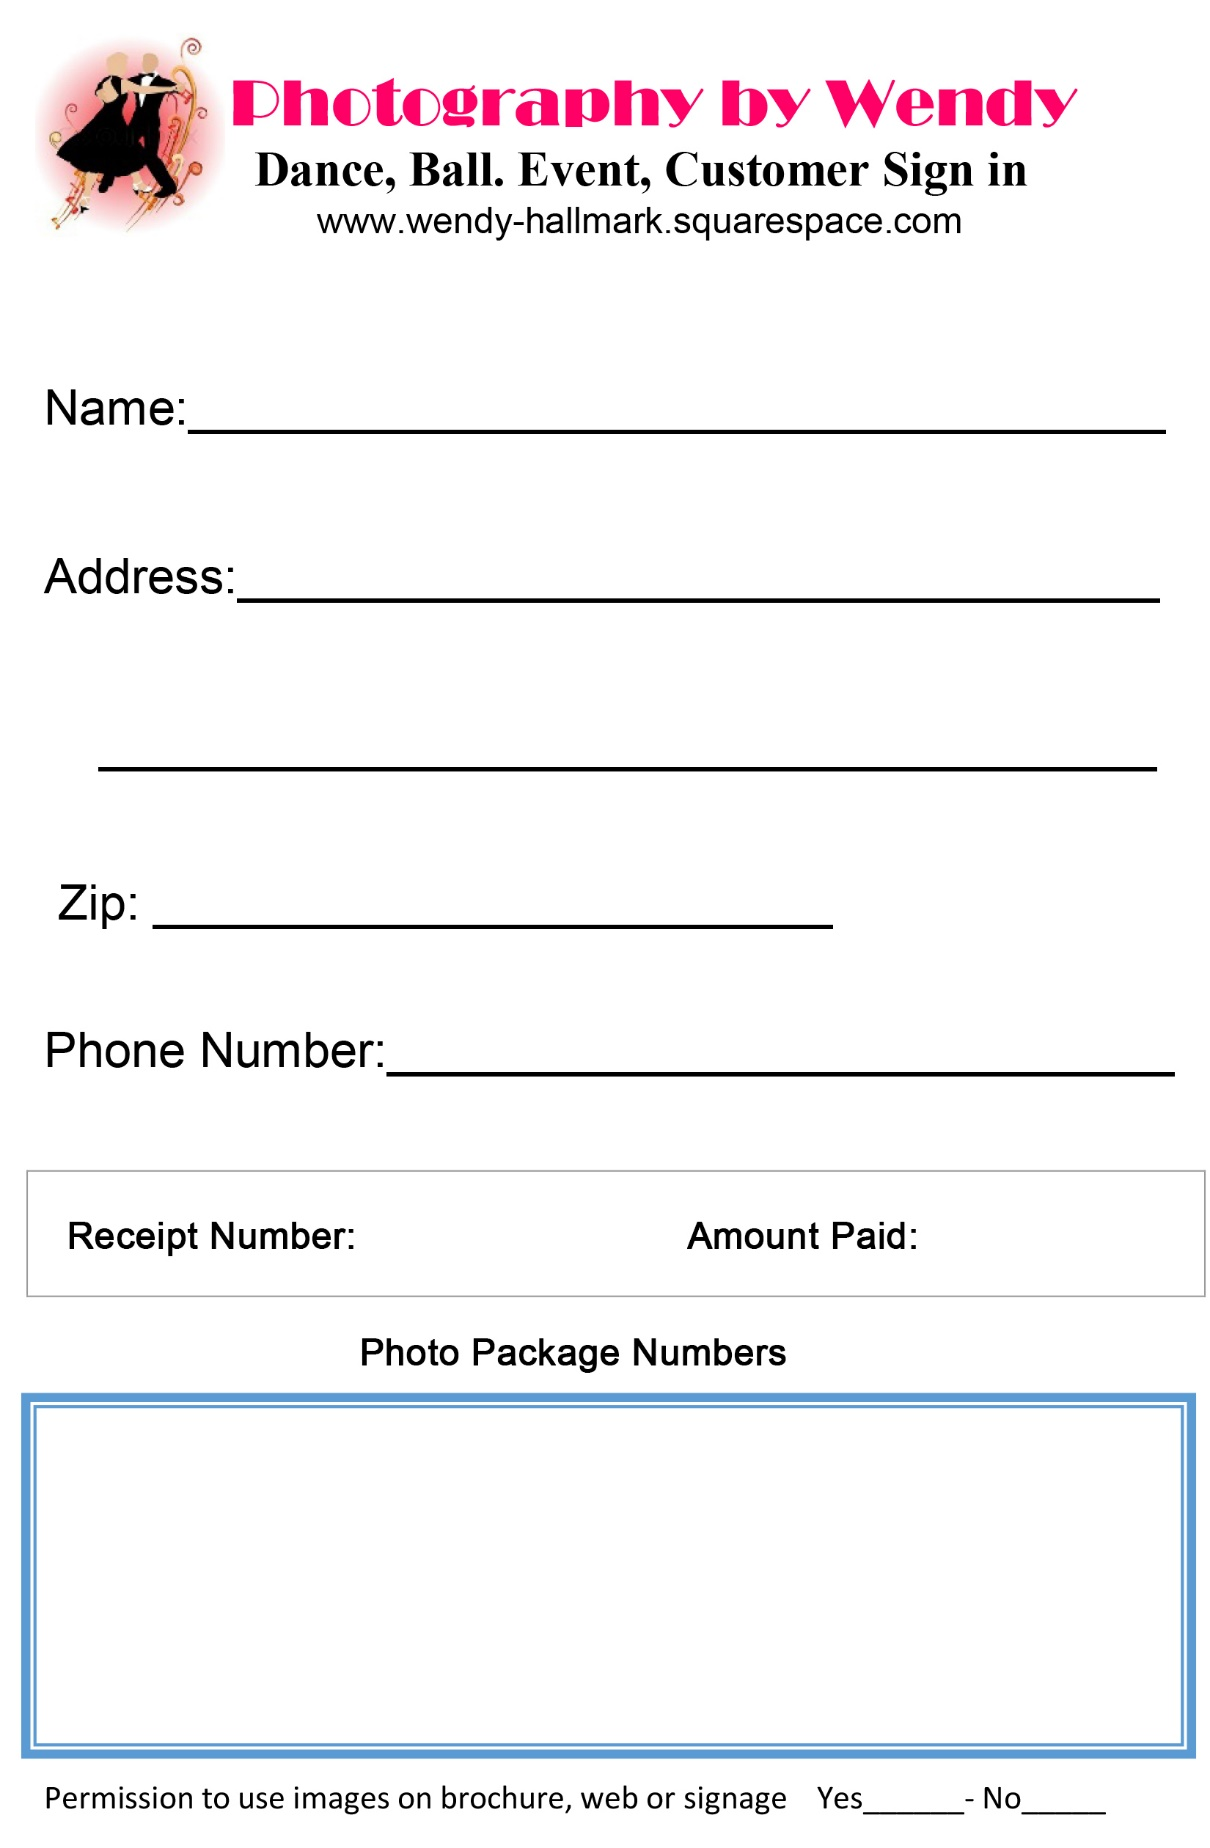 Photography by Wendy
Dance, Ball. Event, Customer Sign in
www.wendy-hallmark.squarespace.com
Name:
Address:
Zip:
Phone Number:
Receipt Number: Amount Paid:
Photo Package Numbers
Permission to use images on brochure, web or signage Yes______- No_____